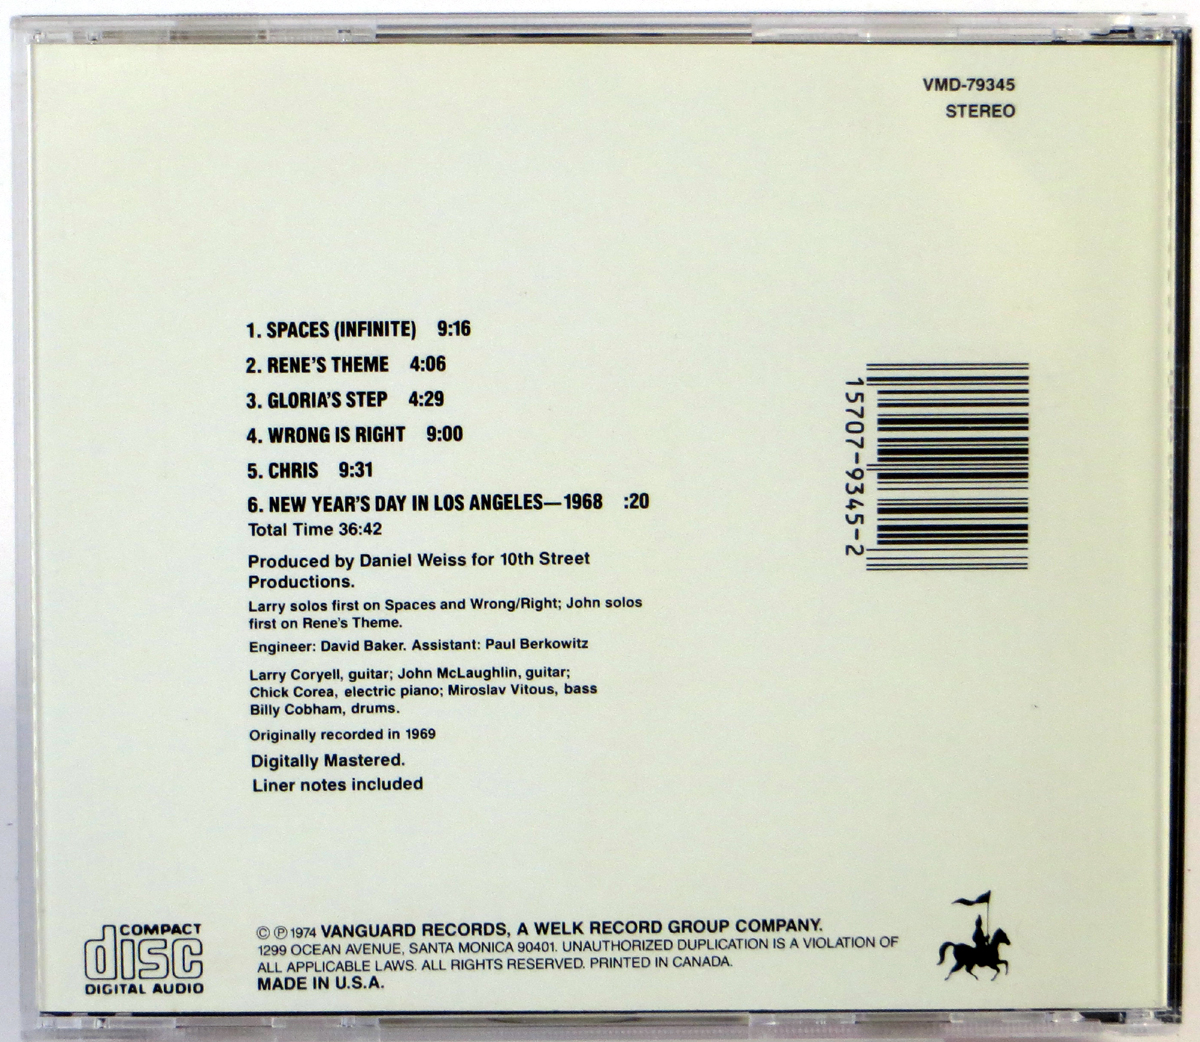 VMD-79345
STEREO
1. SPACES (INFINITE) 9:16
2. RENE'S THEME 4:06
3. GLORIA'S STEP 4:29
4. WRONG IS RIGHT 9:00
5. CHRIS 9:31
6. NEW YEAR'S DAY IN LOS ANGELES—1968 :20
Total Time 36:42
Produced by Daniel Weiss for 10th Street
Productions.
Larry solos first on Spaces and Wrong/Right; John solos
first on Rene's Theme.
Engineer: David Baker. Assistant: Paul Berkowitz
Larry Coryell, guitar; John McLaughlin, guitar;
Chick Corea, electric piano; Miroslav Vitous, bass
Billy Cobham, drums.
Originally recorded in 1969
Digitally Mastered.
Liner notes included
15707-9345-2
COMPACT
disc
DIGITAL AUDIO
© ℗ 1974 VANGUARD RECORDS, A WELK RECORD GROUP COMPANY.
1299 OCEAN AVENUE, SANTA MONICA 90401. UNAUTHORIZED DUPLICATION IS A VIOLATION OF
ALL APPLICABLE LAWS. ALL RIGHTS RESERVED. PRINTED IN CANADA.
MADE IN U.S.A.